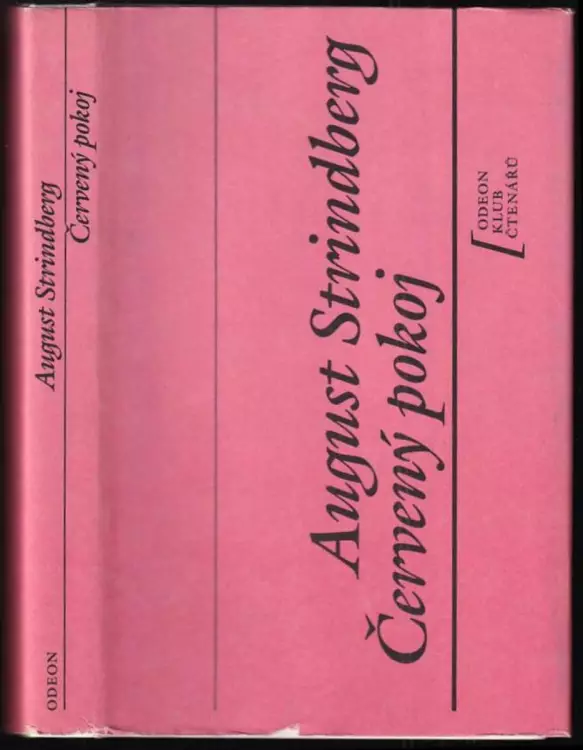 August Strindberg
Červený pokoj
ODEON
August Strindberg
Červený pokoj
ODEON
KLUB
ČTENÁŘŮ